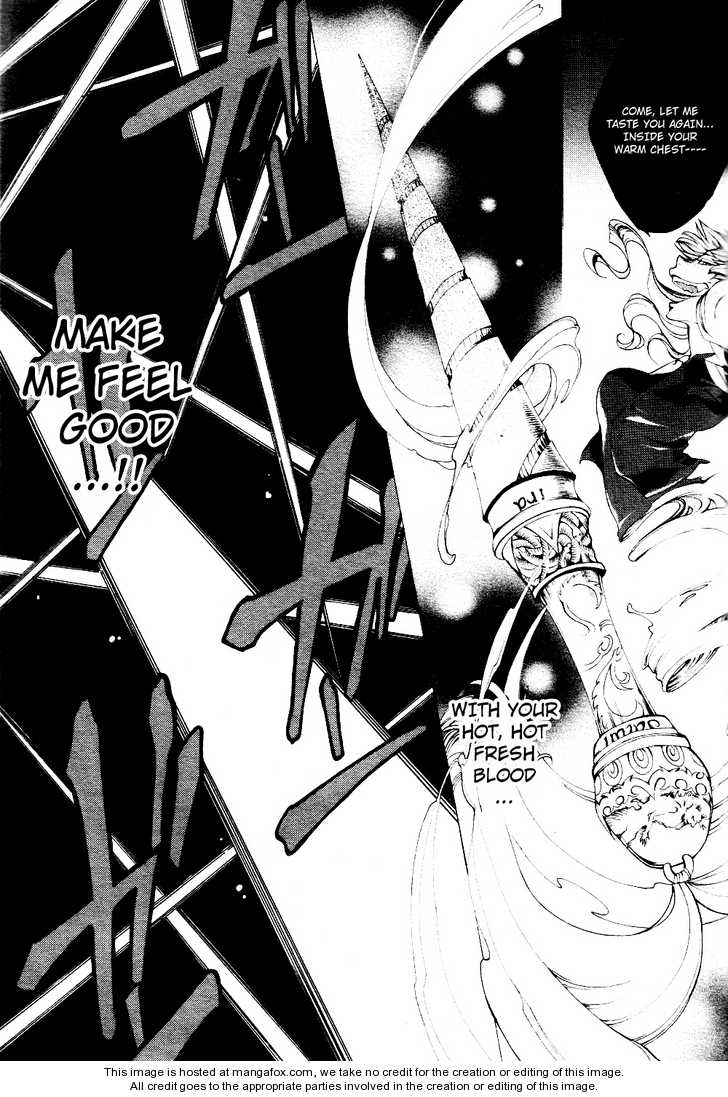 COME, LET ME
TASTE YOU AGAIN...
INSIDE YOUR
WARM CHEST----
WITH YOUR
HOT, HOT
FRESH
BLOOD
...
MAKE
ME FEEL
GOOD
...!!
This image is hosted at mangafox.com, we take no credit for the creation or editing of this image.
All credit goes to the appropriate parties involved in the creation or editing of this image.